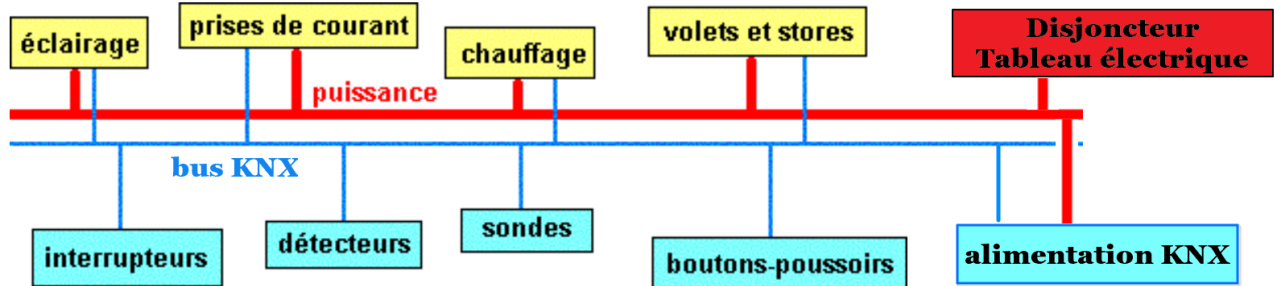 éclairage
prises de courant
chauffage
volets et stores
Disjoncteur
Tableau électrique
puissance
bus KNX
interrupteurs
détecteurs
sondes
boutons-poussoirs
alimentation KNX